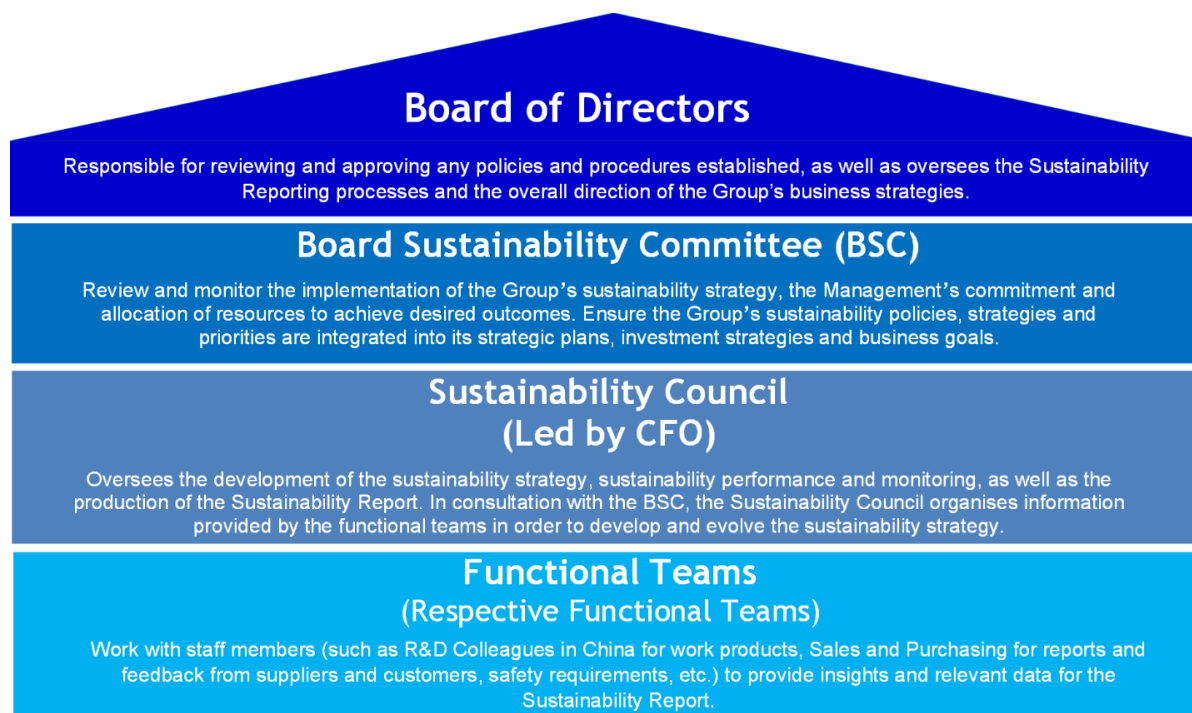 Board of Directors
Responsible for reviewing and approving any policies and procedures established, as well as oversees the Sustainability
Reporting processes and the overall direction of the Group's business strategies.
Board Sustainability Committee (BSC)
Review and monitor the implementation of the Group's sustainability strategy, the Management's commitment and
allocation of resources to achieve desired outcomes. Ensure the Group's sustainability policies, strategies and
priorities are integrated into its strategic plans, investment strategies and business goals.
Sustainability Council
(Led by CFO)
Oversees the development of the sustainability strategy, sustainability performance and monitoring, as well as the
production of the Sustainability Report. In consultation with the BSC, the Sustainability Council organises information
provided by the functional teams in order to develop and evolve the sustainability strategy.
Functional Teams
(Respective Functional Teams)
Work with staff members (such as R&D Colleagues in China for work products, Sales and Purchasing for reports and
feedback from suppliers and customers, safety requirements, etc.) to provide insights and relevant data for the
Sustainability Report.